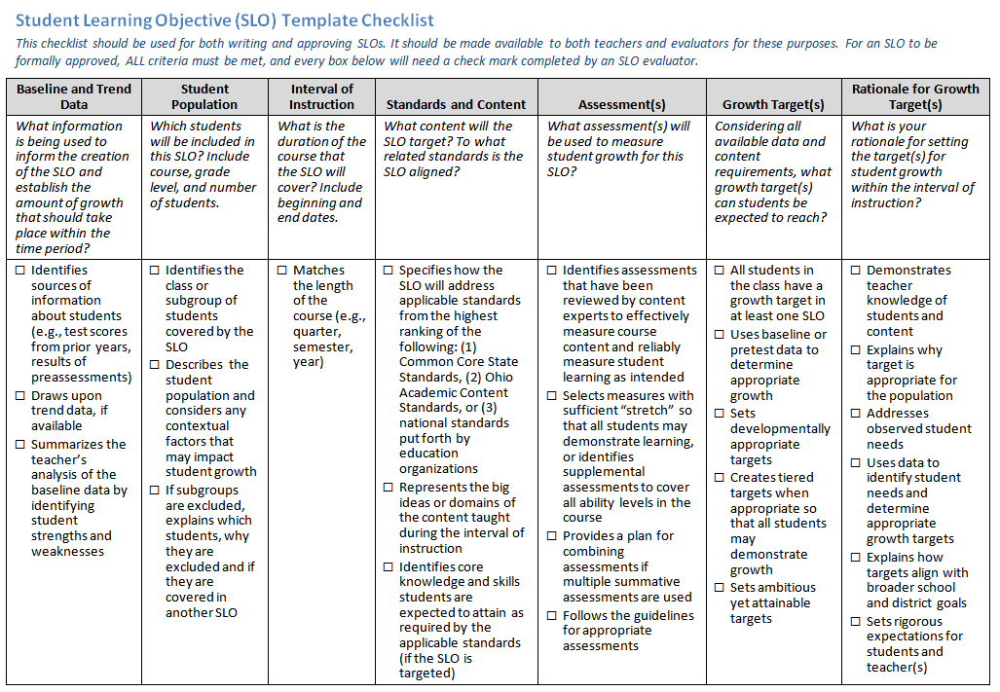 Student Learning Objective (SLO) Template Checklist
This checklist should be used for both writing and approving SLOs. It should be made available to both teachers and evaluators for these purposes. For an SLO to be
formally approved, ALL criteria must be met, and every box below will need a check mark completed by an SLO evaluator.
Baseline and Trend
Data
Student
Population
Interval of
Instruction
Standards and Content
Assessment(s)
Growth Target(s)
Rationale for Growth
Target(s)
What information
is being used to
inform the creation
of the SLO and
establish the
amount of growth
that should take
place within the
time period?
Which students
will be included in
this SLO? Include
course, grade
level, and number
of students.
What is the
duration of the
course that
the SLO will
cover? Include
beginning and
end dates.
What content will the
SLO target? To what
related standards is the
SLO aligned?
What assessment(s) will
be used to measure
student growth for this
SLO?
Considering all
available data and
content
requirements, what
growth target(s)
can students be
expected to reach?
What is your
rationale for setting
the target(s) for
student growth
within the interval of
instruction?
☐ Identifies
sources of
information
about students
(e.g., test scores
from prior years,
results of
preassessments)
☐ Draws upon
trend data, if
available
☐ Summarizes the
teacher's
analysis of the
baseline data by
identifying
student
strengths and
weaknesses
☐ Identifies the
class or
subgroup of
students
covered by the
SLO
☐ Describes the
student
population and
considers any
contextual
factors that
may impact
student growth
☐ If subgroups
are excluded,
explains which
students, why
they are
excluded and if
they are
covered in
another SLO
☐ Matches
the length
of the
course (e.g.,
quarter,
semester,
year)
☐ Specifies how the
SLO will address
applicable standards
from the highest
ranking of the
following: (1)
Common Core State
Standards, (2) Ohio
Academic Content
Standards, or (3)
national standards
put forth by
education
organizations
☐ Represents the big
ideas or domains of
the content taught
during the interval of
instruction
☐ Identifies core
knowledge and skills
students are
expected to attain as
required by the
applicable standards
(if the SLO is
targeted)
☐ Identifies assessments
that have been
reviewed by content
experts to effectively
measure course
content and reliably
measure student
learning as intended
☐ Selects measures with
sufficient “stretch” so
that all students may
demonstrate learning,
or identifies
supplemental
assessments to cover
all ability levels in the
course
☐ Provides a plan for
combining
assessments if
multiple summative
assessments are used
☐ Follows the guidelines
for appropriate
assessments
☐ All students in
the class have a
growth target in
at least one SLO
☐ Uses baseline or
pretest data to
determine
appropriate
growth
☐ Sets
developmentally
appropriate
targets
☐ Creates tiered
targets when
appropriate so
that all students
may
demonstrate
growth
☐ Sets ambitious
yet attainable
targets
☐ Demonstrates
teacher
knowledge of
students and
content
☐ Explains why
target is
appropriate for
the population
☐ Addresses
observed student
needs
☐ Uses data to
identify student
needs and
determine
appropriate
growth targets
☐ Explains how
targets align with
broader school
and district goals
☐ Sets rigorous
expectations for
students and
teacher(s)